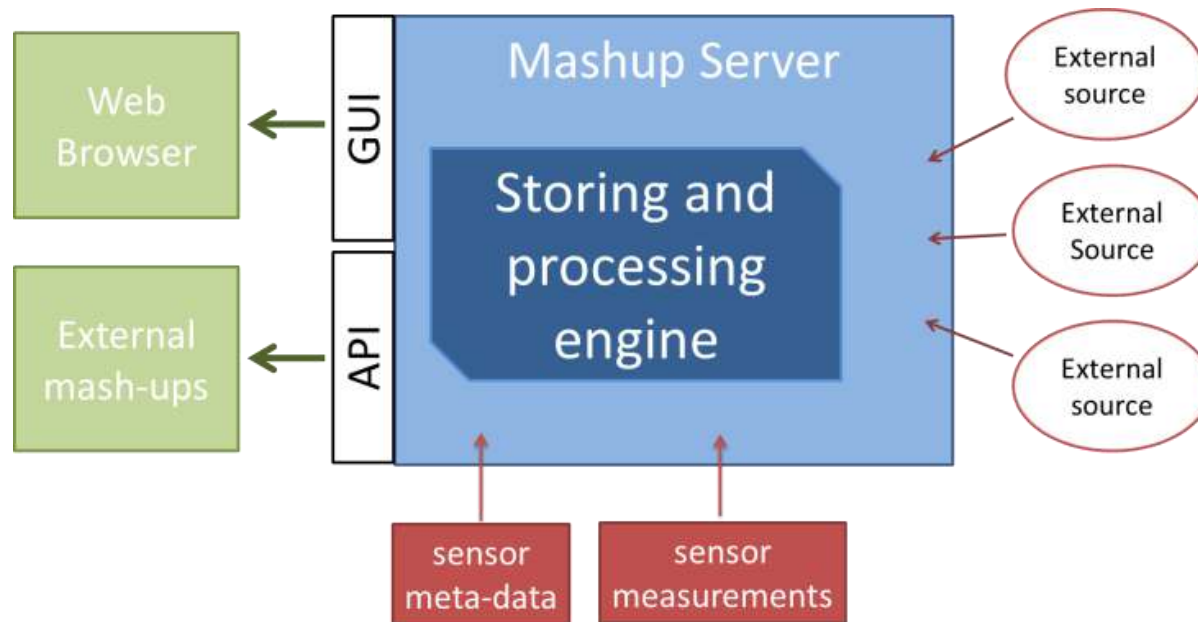 Web
Browser
External
mash-ups
GUI
API
Mashup Server
Storing and
processing
engine
External
source
External
Source
External
source
sensor
meta-data
sensor
measurements